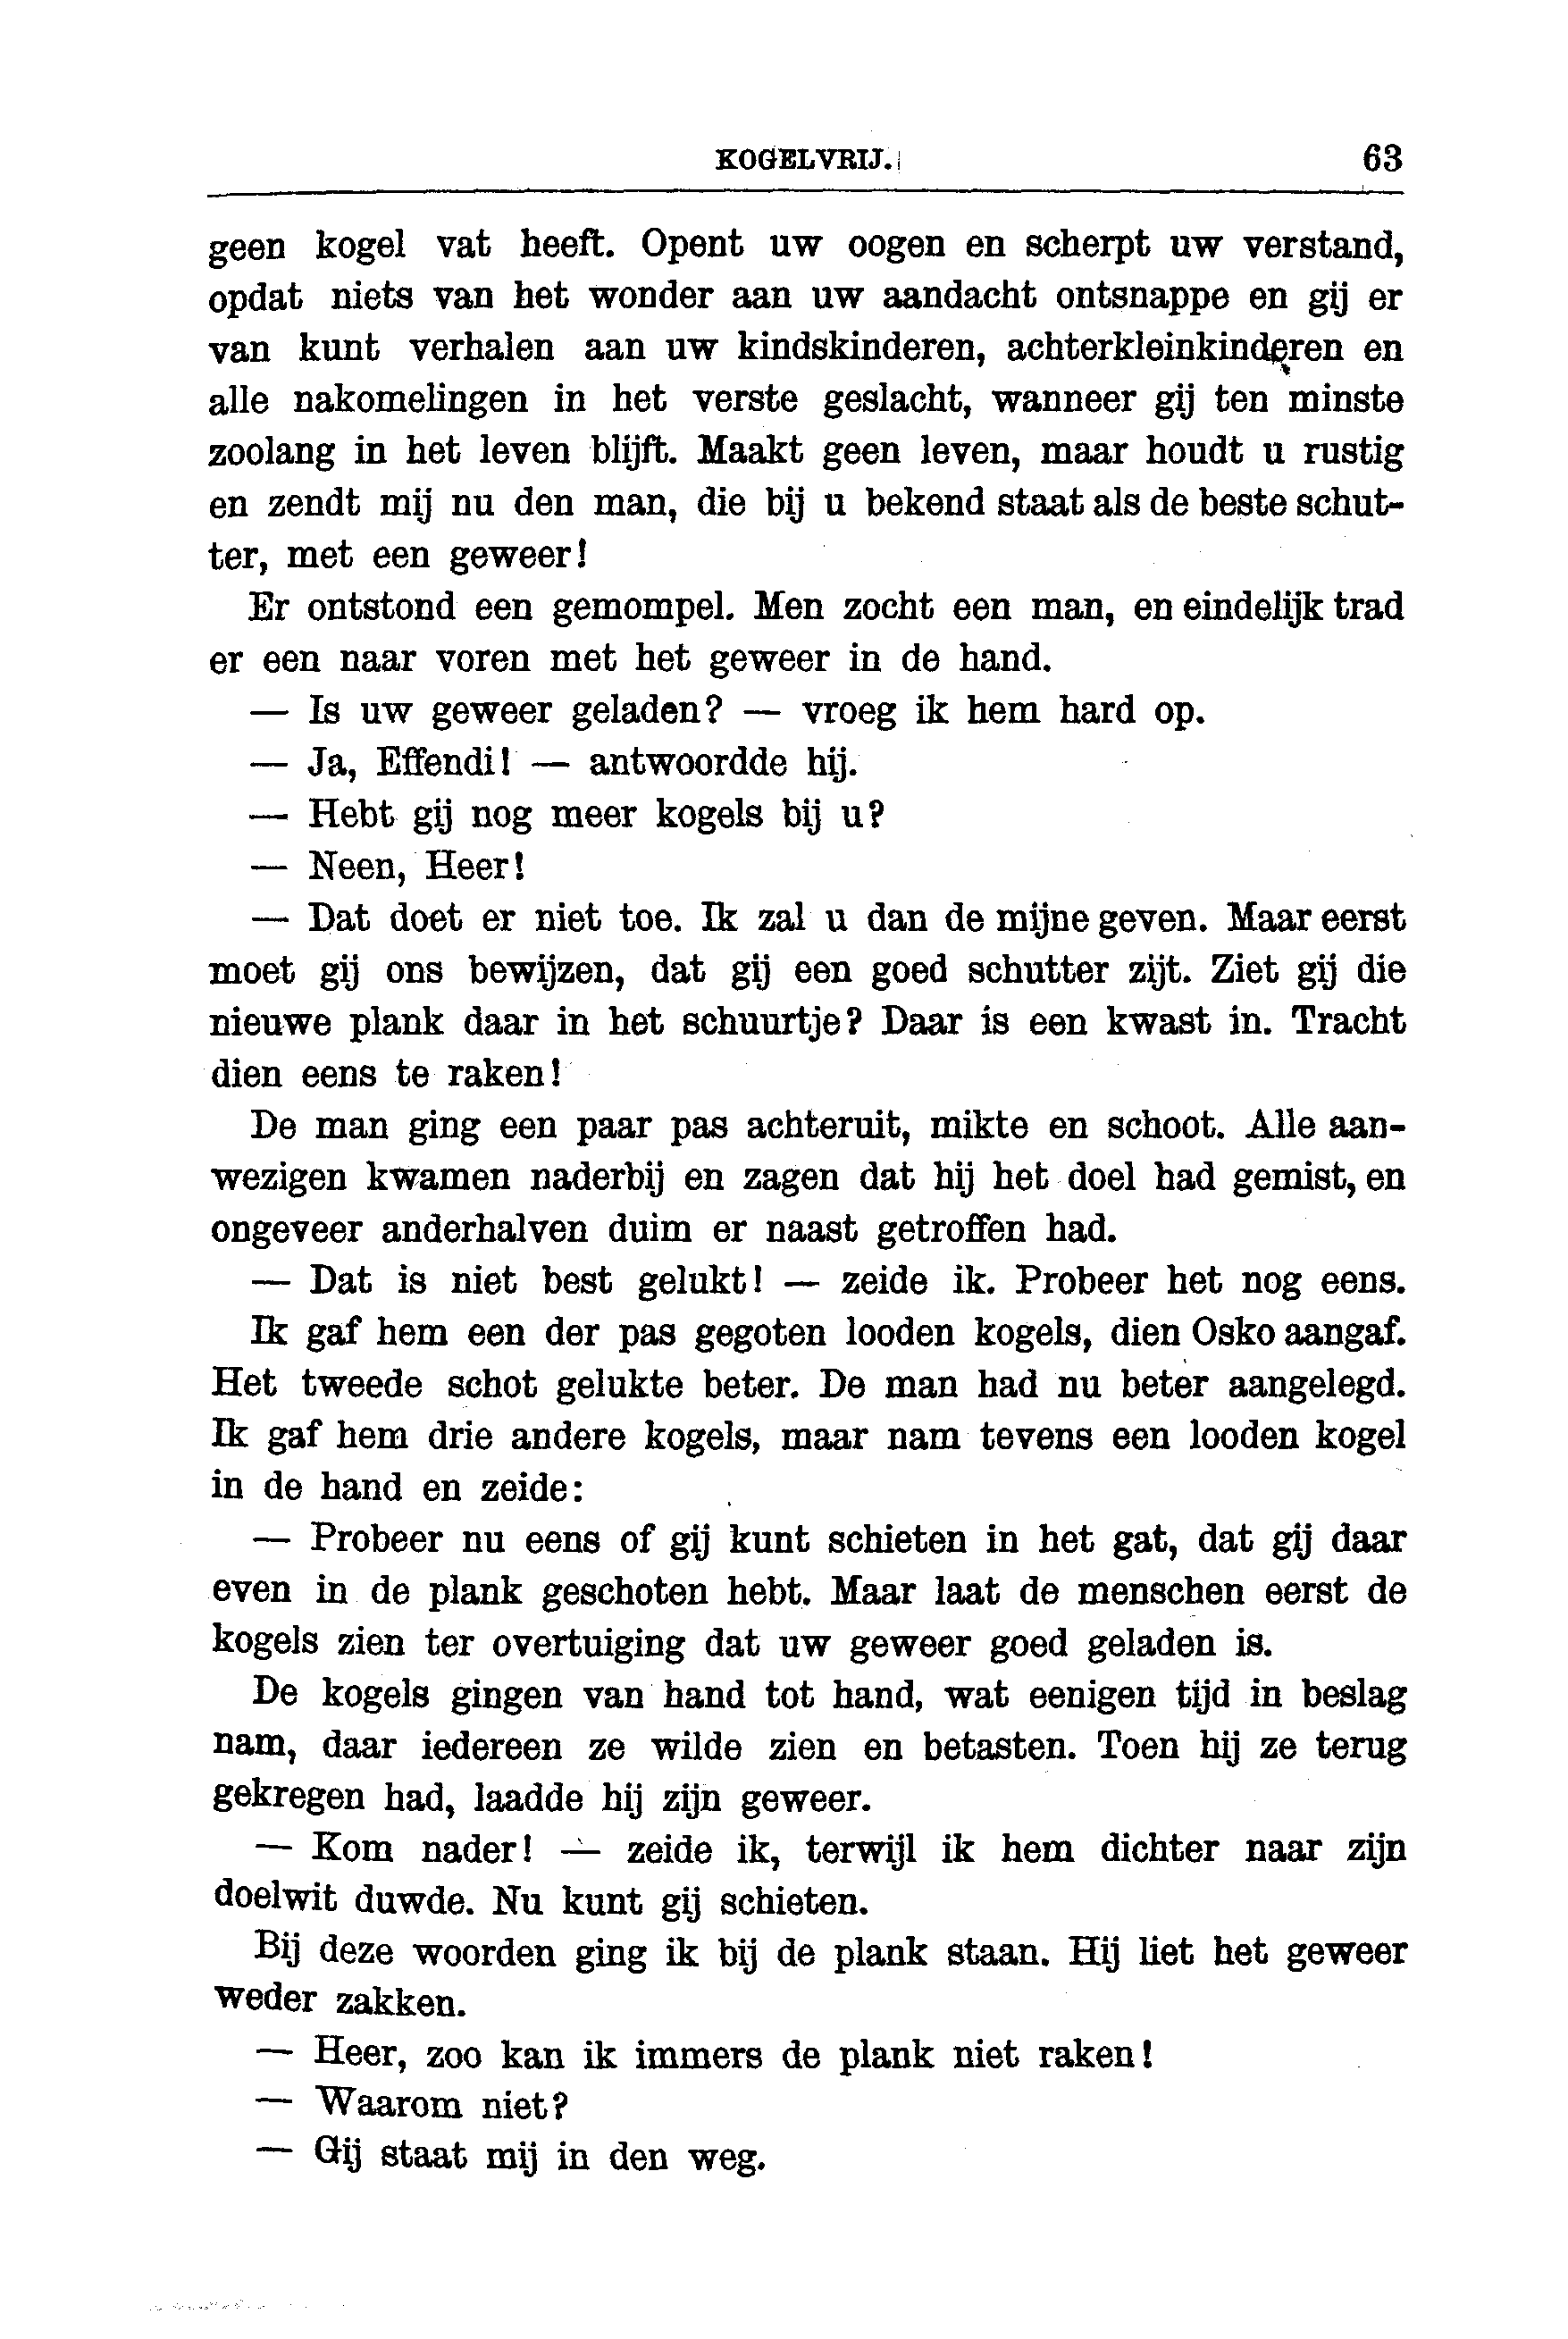 KOGELVRIJ. 63
geen kogel vat heeft. Opent uw oogen en scherpt uw verstand,
opdat niets van het wonder aan uw aandacht ontsnappe en gij er
van kunt verhalen aan uw kindskinderen, achterkleinkinderen en
alle nakomelingen in het verste geslacht, wanneer gij ten minste
zoolang in het leven blijft. Maakt geen leven, maar houdt u rustig
en zendt mij nu den man, die bij u bekend staat als de beste schut-
ter, met een geweer!
Er ontstond een gemompel. Men zocht een man, en eindelijk trad
er een naar voren met het geweer in de hand.
— Is uw geweer geladen? — vroeg ik hem hard op.
— Ja, Effendi! — antwoordde hij.
— Hebt gij nog meer kogels bij u?
— Neen, Heer!
— Dat doet er niet toe. Ik zal u dan de mijne geven. Maar eerst
moet gij ons bewijzen, dat gij een goed schutter zijt. Ziet gij die
nieuwe plank daar in het schuurtje? Daar is een kwast in. Tracht
dien eens te raken!
De man ging een paar pas achteruit, mikte en schoot. Alle aan-
wezigen kwamen naderbij en zagen dat hij het doel had gemist, en
ongeveer anderhalven duim er naast getroffen had.
— Dat is niet best gelukt! — zeide ik. Probeer het nog eens.
Ik gaf hem een der pas gegoten looden kogels, dien Osko aangaf.
Het tweede schot gelukte beter. De man had nu beter aangelegd.
Ik gaf hem drie andere kogels, maar nam tevens een looden kogel
in de hand en zeide:
— Probeer nu eens of gij kunt schieten in het gat, dat gij daar
even in de plank geschoten hebt. Maar laat de menschen eerst de
kogels zien ter overtuiging dat uw geweer goed geladen is.
De kogels gingen van hand tot hand, wat eenigen tijd in beslag
nam, daar iedereen ze wilde zien en betasten. Toen hij ze terug
gekregen had, laadde hij zijn geweer.
— Kom nader! — zeide ik, terwijl ik hem dichter naar zijn
doelwit duwde. Nu kunt gij schieten.
Bij deze woorden ging ik bij de plank staan. Hij liet het geweer
weder zakken.
— Heer, zoo kan ik immers de plank niet raken!
— Waarom niet?
— Gij staat mij in den weg.